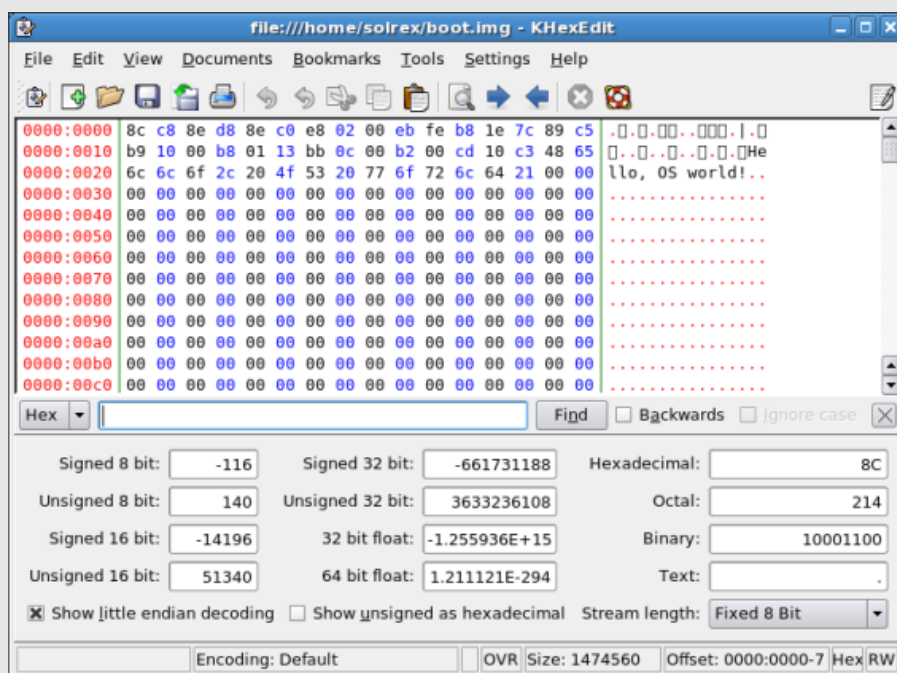 file:///home/solrex/boot.img - KHexEdit
File Edit View Documents Bookmarks Tools Settings Help
0000:0000 8c c8 8e d8 8e c0 e8 02 00 eb fe b8 1e 7c 89 c5 .▯.▯.▯▯..▯▯▯.|.▯
0000:0010 b9 10 00 b8 01 13 bb 0c 00 b2 00 cd 10 c3 48 65 ▯..▯..▯..▯.▯.▯He
0000:0020 6c 6c 6f 2c 20 4f 53 20 77 6f 72 6c 64 21 00 00 llo, OS world!..
0000:0030 00 00 00 00 00 00 00 00 00 00 00 00 00 00 00 00 ................
0000:0040 00 00 00 00 00 00 00 00 00 00 00 00 00 00 00 00 ................
0000:0050 00 00 00 00 00 00 00 00 00 00 00 00 00 00 00 00 ................
0000:0060 00 00 00 00 00 00 00 00 00 00 00 00 00 00 00 00 ................
0000:0070 00 00 00 00 00 00 00 00 00 00 00 00 00 00 00 00 ................
0000:0080 00 00 00 00 00 00 00 00 00 00 00 00 00 00 00 00 ................
0000:0090 00 00 00 00 00 00 00 00 00 00 00 00 00 00 00 00 ................
0000:00a0 00 00 00 00 00 00 00 00 00 00 00 00 00 00 00 00 ................
0000:00b0 00 00 00 00 00 00 00 00 00 00 00 00 00 00 00 00 ................
0000:00c0 00 00 00 00 00 00 00 00 00 00 00 00 00 00 00 00 ................
Hex Find Backwards Ignore case
Signed 8 bit: -116 Signed 32 bit: -661731188 Hexadecimal: 8C
Unsigned 8 bit: 140 Unsigned 32 bit: 3633236108 Octal: 214
Signed 16 bit: -14196 32 bit float: -1.255936E+15 Binary: 10001100
Unsigned 16 bit: 51340 64 bit float: 1.211121E-294 Text: .
Show little endian decoding Show unsigned as hexadecimal Stream length: Fixed 8 Bit
Encoding: Default OVR Size: 1474560 Offset: 0000:0000-7 Hex RW